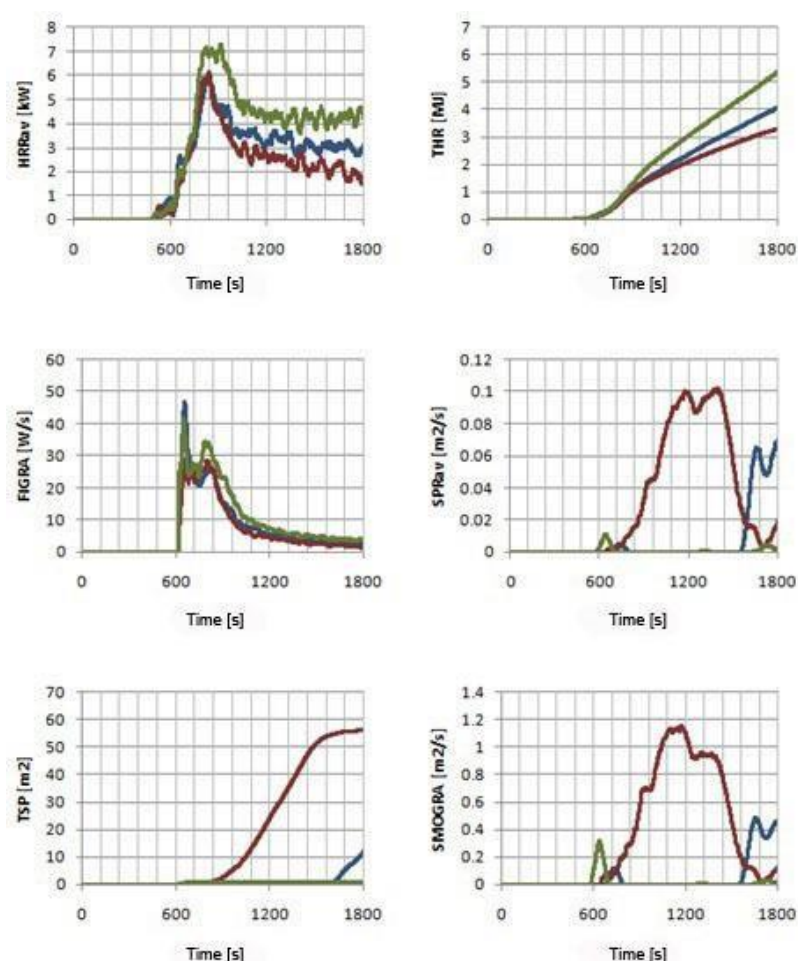 HRRav [kW]
8
7
6
5
4
3
2
1
0
0 600 1200 1800
Time [s]
THR [MJ]
7
6
5
4
3
2
1
0
0 600 1200 1800
Time [s]
FIGRA [W/s]
60
50
40
30
20
10
0
0 600 1200 1800
Time [s]
SPRav [m2/s]
0.12
0.1
0.08
0.06
0.04
0.02
0
0 600 1200 1800
Time [s]
TSP [m2]
70
60
50
40
30
20
10
0
0 600 1200 1800
Time [s]
SMOGRA [m2/s]
1.4
1.2
1
0.8
0.6
0.4
0.2
0
0 600 1200 1800
Time [s]